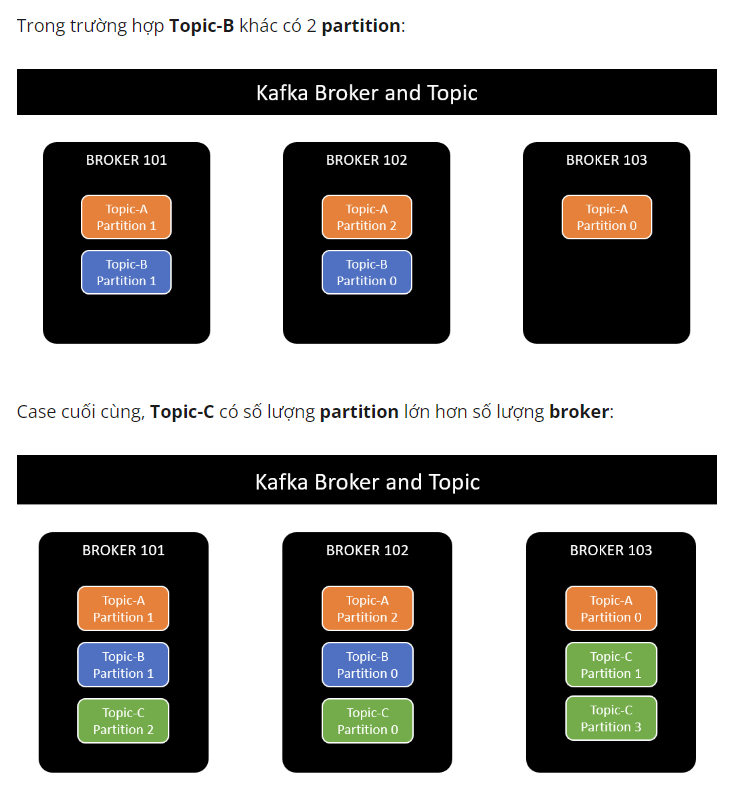 Trong trường hợp Topic-B khác có 2 partition:
Kafka Broker and Topic
BROKER 101
Topic-A
Partition 1
Topic-B
Partition 1
BROKER 102
Topic-A
Partition 2
Topic-B
Partition 0
BROKER 103
Topic-A
Partition 0
Case cuối cùng, Topic-C có số lượng partition lớn hơn số lượng broker:
Kafka Broker and Topic
BROKER 101
Topic-A
Partition 1
Topic-B
Partition 1
Topic-C
Partition 2
BROKER 102
Topic-A
Partition 2
Topic-B
Partition 0
Topic-C
Partition 0
BROKER 103
Topic-A
Partition 0
Topic-C
Partition 1
Topic-C
Partition 3